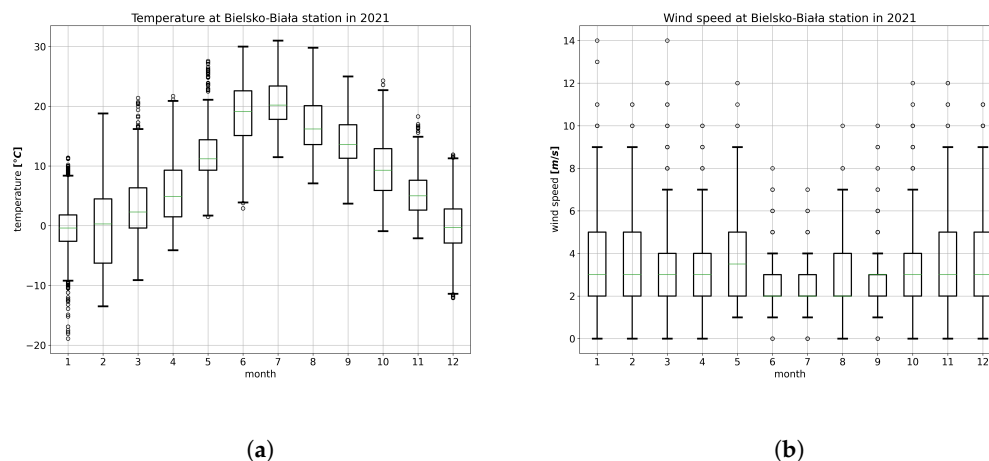 Temperature at Bielsko-Biała station in 2021
temperature [°C]
30
20
10
0
−10
−20
1 2 3 4 5 6 7 8 9 10 11 12
month
(a)
Wind speed at Bielsko-Biała station in 2021
wind speed [m/s]
14
12
10
8
6
4
2
0
1 2 3 4 5 6 7 8 9 10 11 12
month
(b)